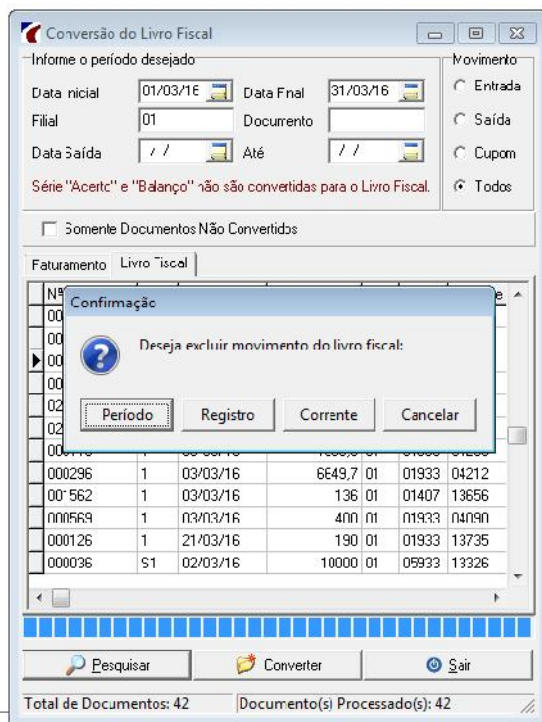 Conversão do Livro Fiscal
Informe o período desejado
Movimento
Data Inicial 01/03/16 Data Final 31/03/16
Entrada
Filial 01 Documento
Saída
Data Saída / / Até / /
Cupom
Série "Acerto" e "Balanço" não são convertidas para o Livro Fiscal.
Todos
Somente Documentos Não Convertidos
Faturamento Livro Fiscal
Confirmação
Deseja excluir movimento do livro fiscal:
Período Registro Corrente Cancelar
000296 1 03/03/16 6649,7 01 01933 04212
001562 1 03/03/16 136 01 01407 13656
000569 1 03/03/16 400 01 01933 04090
000126 1 21/03/16 190 01 01933 13735
000036 S1 02/03/16 10000 01 05933 13326
Pesquisar Converter Sair
Total de Documentos: 42 Documento(s) Processado(s): 42